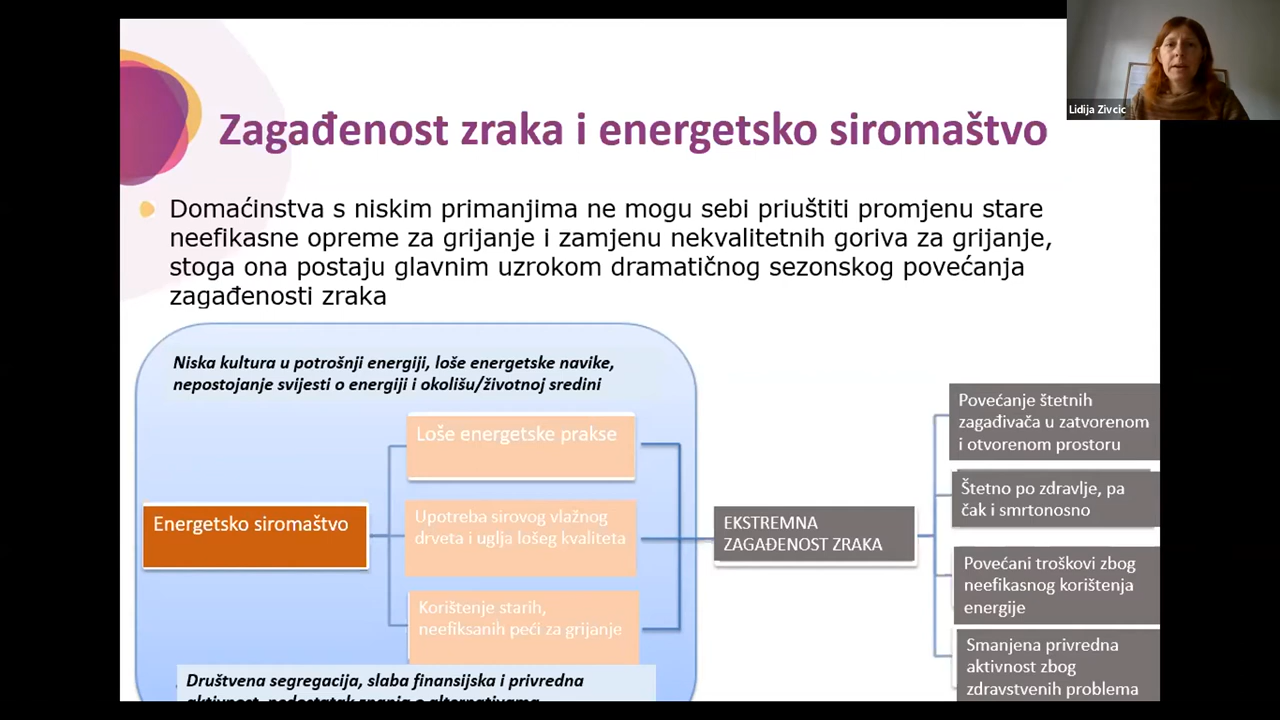 Zagađenost zraka i energetsko siromaštvo
Lidija Zivcic
Domaćinstva s niskim primanjima ne mogu sebi priuštiti promjenu stare
neefikasne opreme za grijanje i zamjenu nekvalitetnih goriva za grijanje,
stoga ona postaju glavnim uzrokom dramatičnog sezonskog povećanja
zagađenosti zraka
Niska kultura u potrošnji energiji, loše energetske navike,
nepostojanje svijesti o energiji i okolišu/životnoj sredini
Energetsko siromaštvo
Loše energetske prakse
Upotreba sirovog vlažnog
drveta i uglja lošeg kvaliteta
Korištenje starih,
neefiksanih peći za grijanje
EKSTREMNA
ZAGAĐENOST ZRAKA
Povećanje štetnih
zagađivača u zatvorenom
i otvorenom prostoru
Štetno po zdravlje, pa
čak i smrtonosno
Povećani troškovi zbog
neefikasnog korištenja
energije
Smanjena privredna
aktivnost zbog
zdravstvenih problema
Društvena segregacija, slaba finansijska i privredna
aktivnost, nedostatak znanja o alternativama